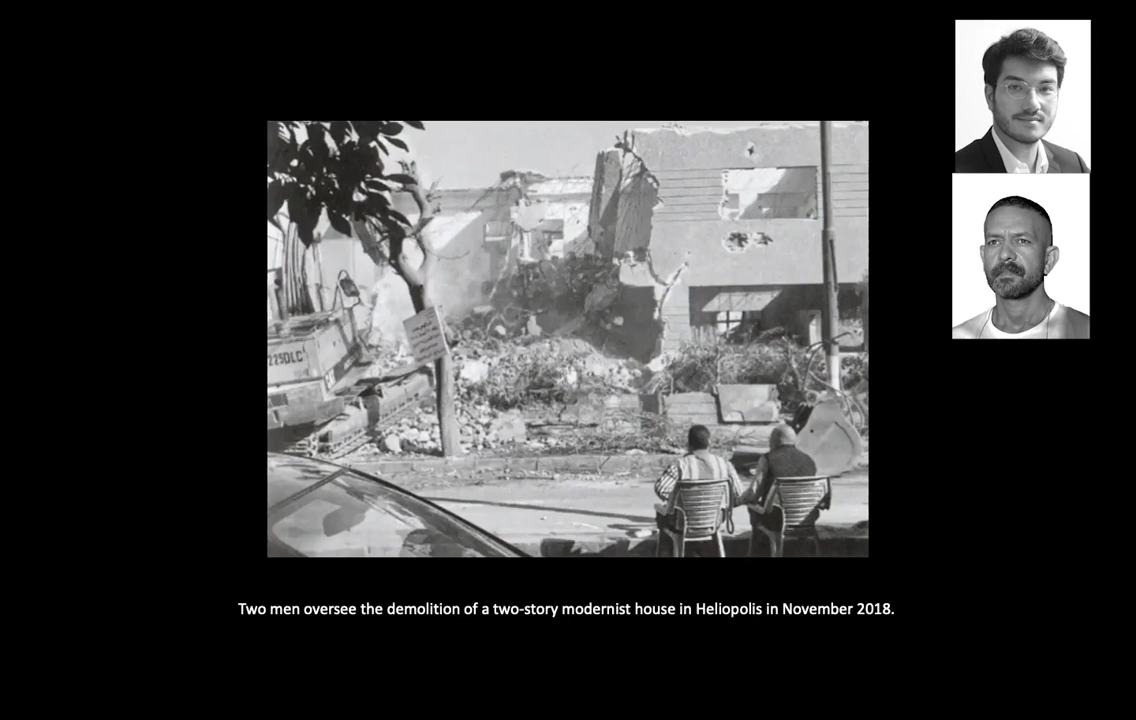 225DLC
Two men oversee the demolition of a two-story modernist house in Heliopolis in November 2018.